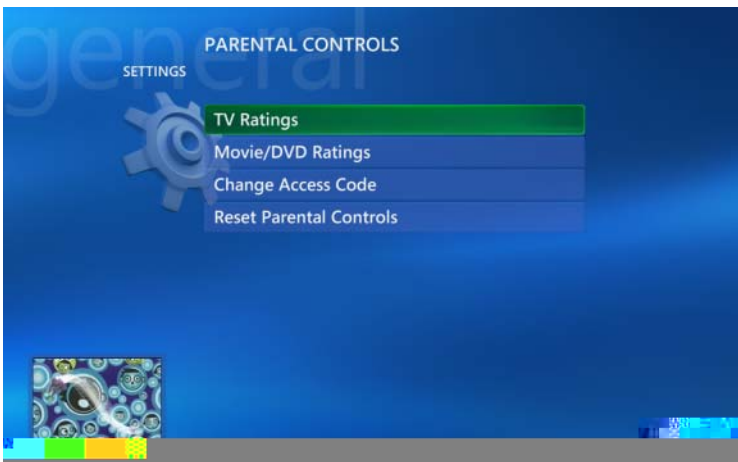 general
PARENTAL CONTROLS
SETTINGS
TV Ratings
Movie/DVD Ratings
Change Access Code
Reset Parental Controls